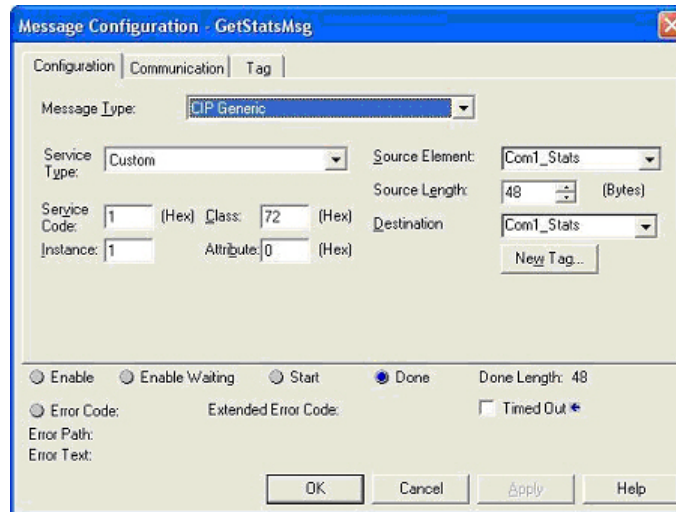 Message Configuration - GetStatsMsg
Configuration Communication Tag
Message Type: CIP Generic
Service Type: Custom
Source Element: Com1_Stats
Source Length: 48 (Bytes)
Service Code: 1 (Hex) Class: 72 (Hex)
Destination Com1_Stats
Instance: 1 Attribute: 0 (Hex)
New Tag...
Enable Enable Waiting Start Done Done Length: 48
Error Code: Extended Error Code: Timed Out
Error Path:
Error Text:
OK Cancel Apply Help